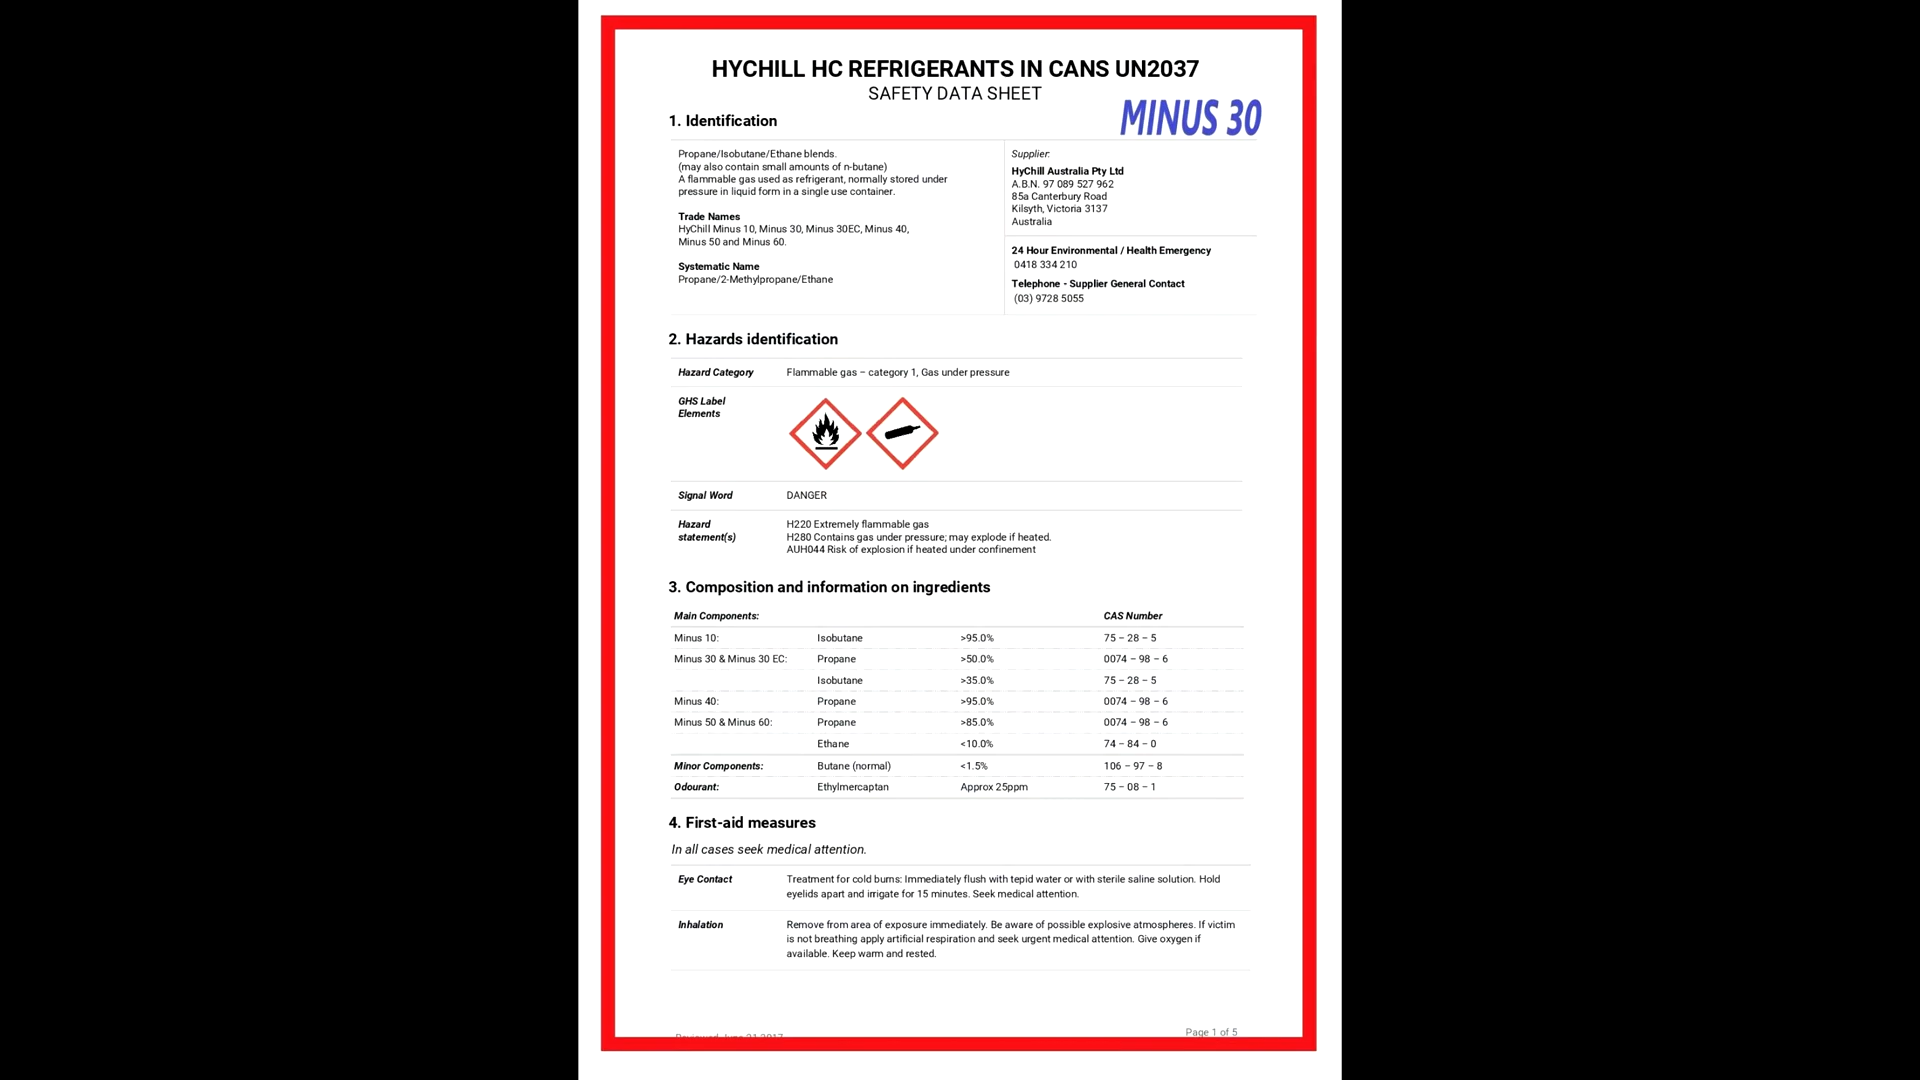 HYCHILL HC REFRIGERANTS IN CANS UN2037
SAFETY DATA SHEET
MINUS 30
1. Identification
Propane/Isobutane/Ethane blends.
(may also contain small amounts of n-butane)
A flammable gas used as refrigerant, normally stored under
pressure in liquid form in a single use container.
Trade Names
HyChill Minus 10, Minus 30, Minus 30EC, Minus 40,
Minus 50 and Minus 60.
Systematic Name
Propane/2-Methylpropane/Ethane
Supplier:
HyChill Australia Pty Ltd
A.B.N. 97 089 527 962
85a Canterbury Road
Kilsyth, Victoria 3137
Australia
24 Hour Environmental / Health Emergency
0418 334 210
Telephone - Supplier General Contact
(03) 9728 5055
2. Hazards identification
Hazard Category Flammable gas – category 1, Gas under pressure
GHS Label
Elements
Signal Word DANGER
Hazard
statement(s)
H220 Extremely flammable gas
H280 Contains gas under pressure; may explode if heated.
AUH044 Risk of explosion if heated under confinement
3. Composition and information on ingredients
Main Components: CAS Number
Minus 10: Isobutane >95.0% 75 – 28 – 5
Minus 30 & Minus 30 EC: Propane >50.0% 0074 – 98 – 6
Isobutane >35.0% 75 – 28 – 5
Minus 40: Propane >95.0% 0074 – 98 – 6
Minus 50 & Minus 60: Propane >85.0% 0074 – 98 – 6
Ethane <10.0% 74 – 84 – 0
Minor Components: Butane (normal) <1.5% 106 – 97 – 8
Odourant: Ethylmercaptan Approx 25ppm 75 – 08 – 1
4. First-aid measures
In all cases seek medical attention.
Eye Contact Treatment for cold burns: Immediately flush with tepid water or with sterile saline solution. Hold
eyelids apart and irrigate for 15 minutes. Seek medical attention.
Inhalation Remove from area of exposure immediately. Be aware of possible explosive atmospheres. If victim
is not breathing apply artificial respiration and seek urgent medical attention. Give oxygen if
available. Keep warm and rested.
Reviewed June 21 2017
Page 1 of 5